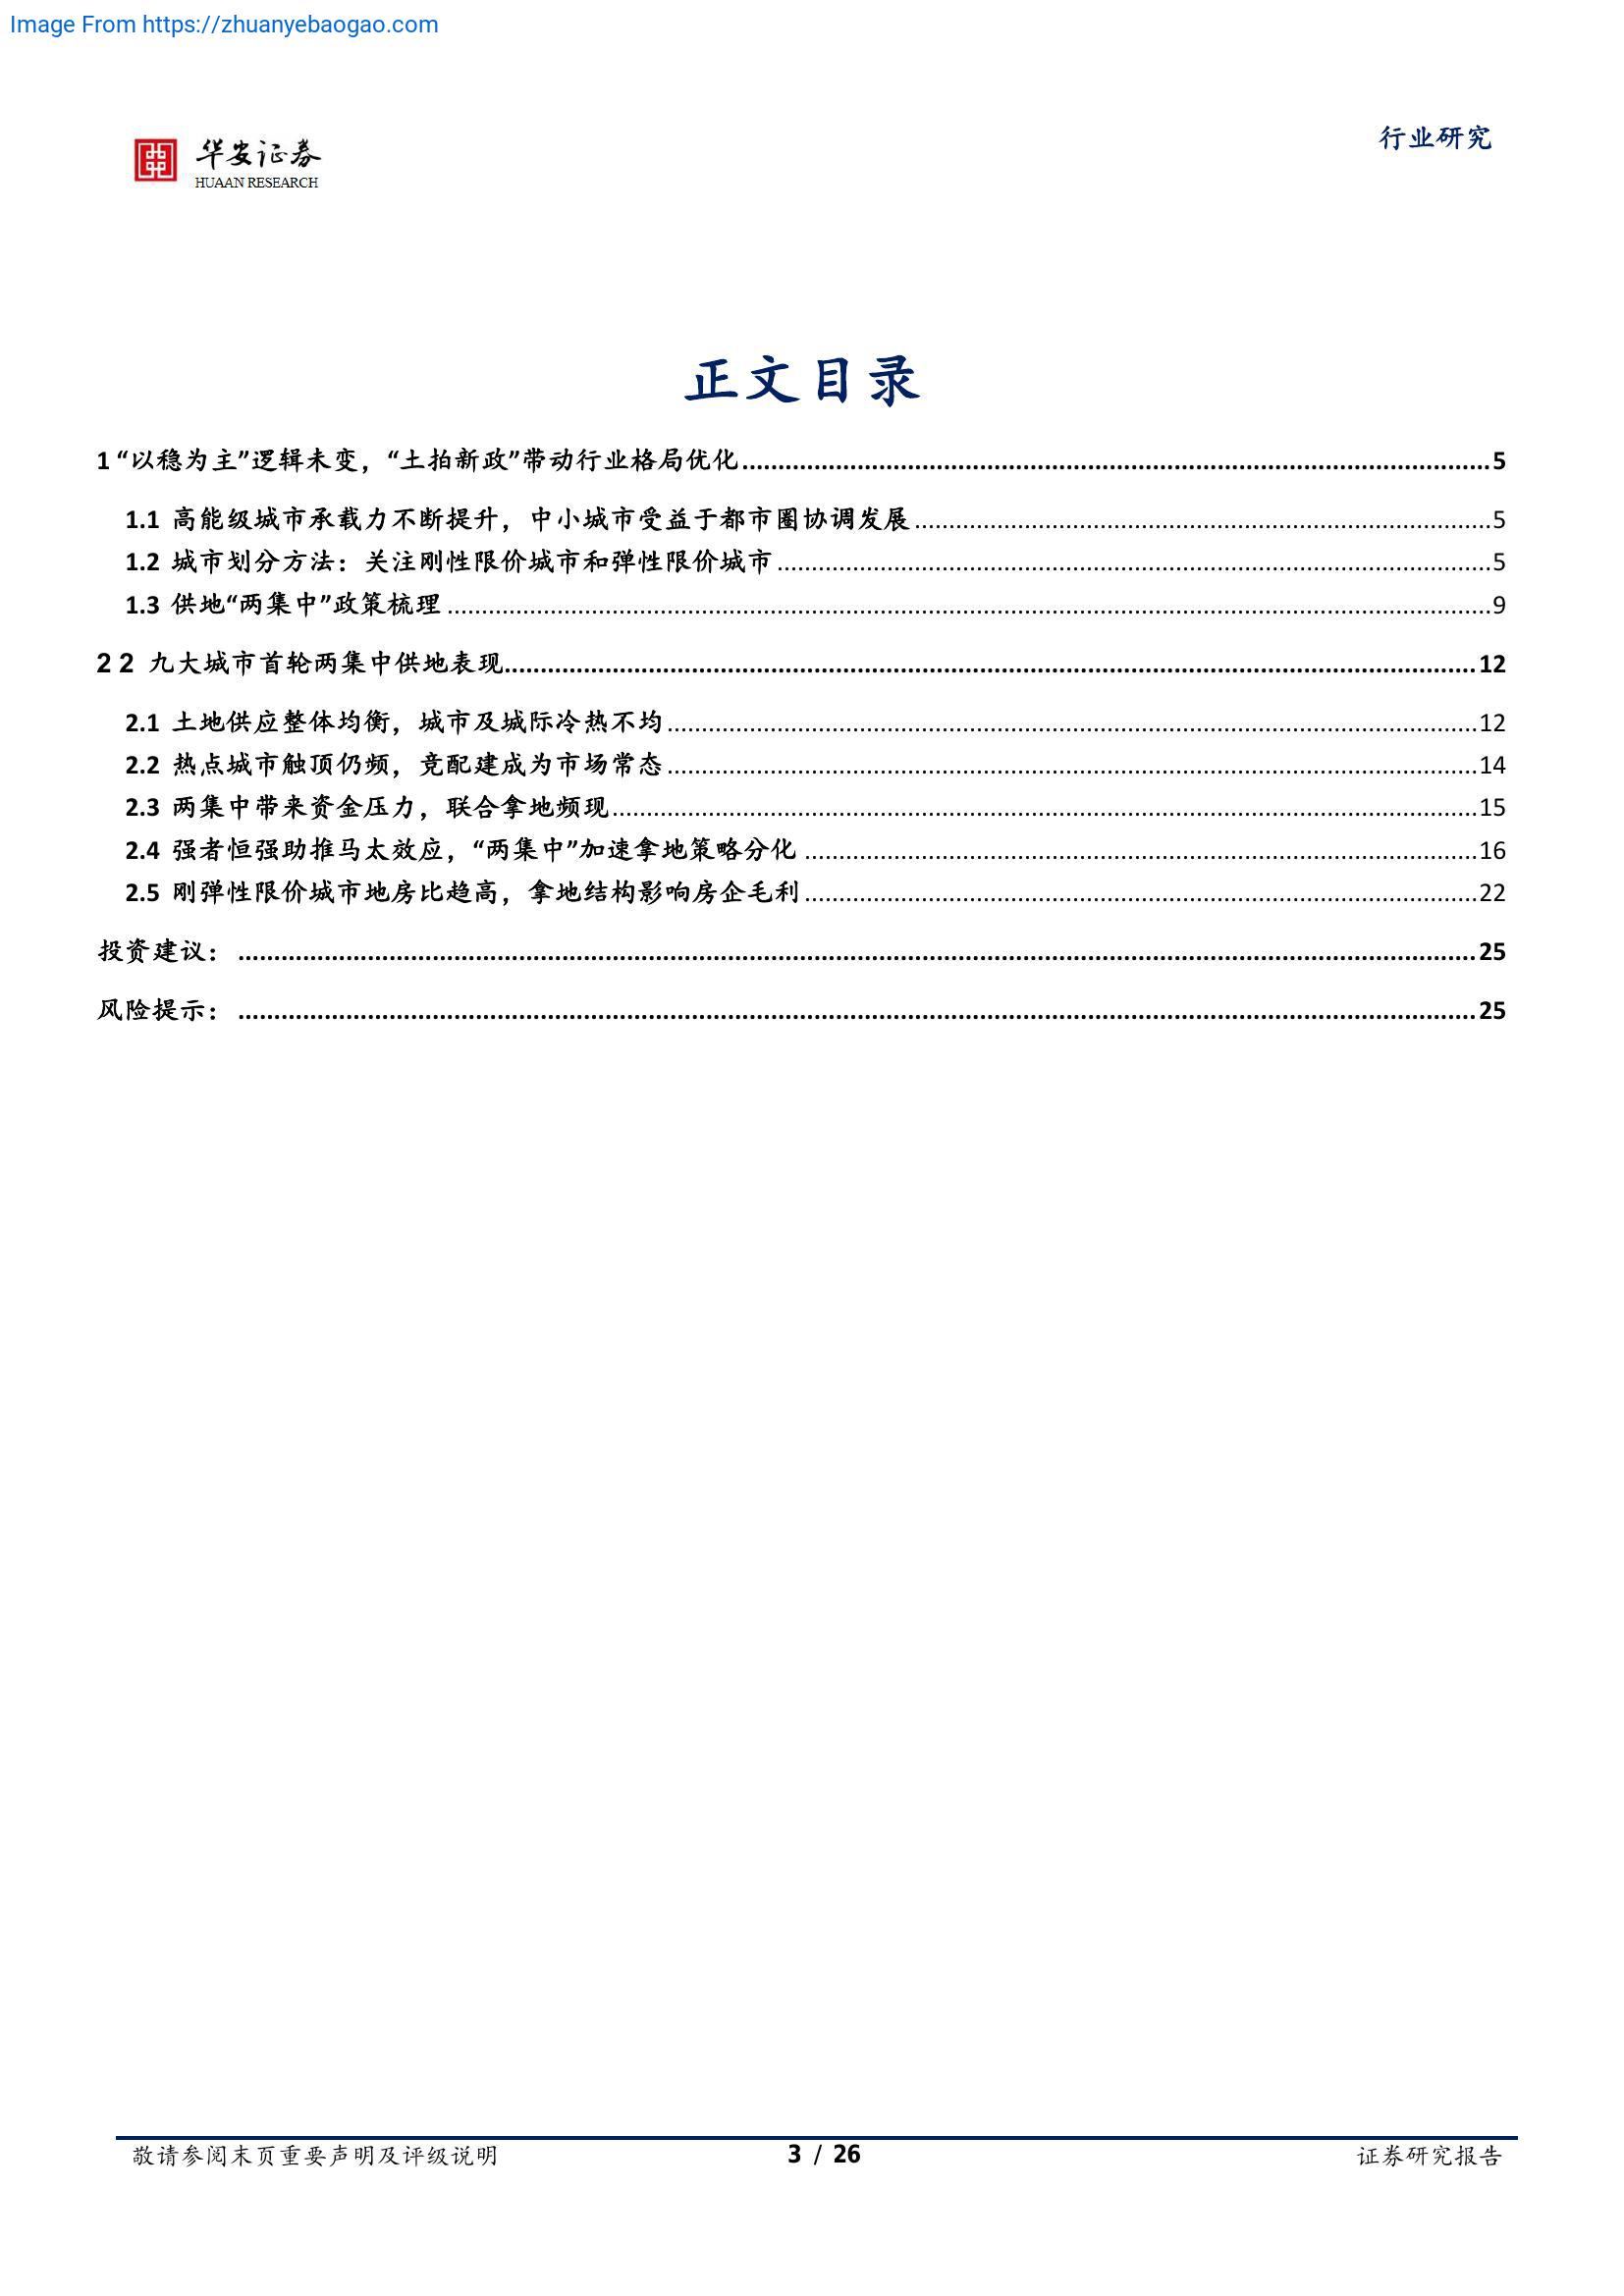 Image From https://zhuanyebaogao.com
华安证券
HUAAN RESEARCH
行业研究
正文目录
1 “以稳为主”逻辑未变，“土拍新政”带动行业格局优化 5
1.1 高能级城市承载力不断提升，中小城市受益于都市圈协调发展 5
1.2 城市划分方法：关注刚性限价城市和弹性限价城市 5
1.3 供地“两集中”政策梳理 9
2 2 九大城市首轮两集中供地表现 12
2.1 土地供应整体均衡，城市及城际冷热不均 12
2.2 热点城市触顶仍频，竞配建成为市场常态 14
2.3 两集中带来资金压力，联合拿地频现 15
2.4 强者恒强助推马太效应，“两集中”加速拿地策略分化 16
2.5 刚弹性限价城市地房比趋高，拿地结构影响房企毛利 22
投资建议： 25
风险提示： 25
敬请参阅末页重要声明及评级说明
3 / 26
证券研究报告